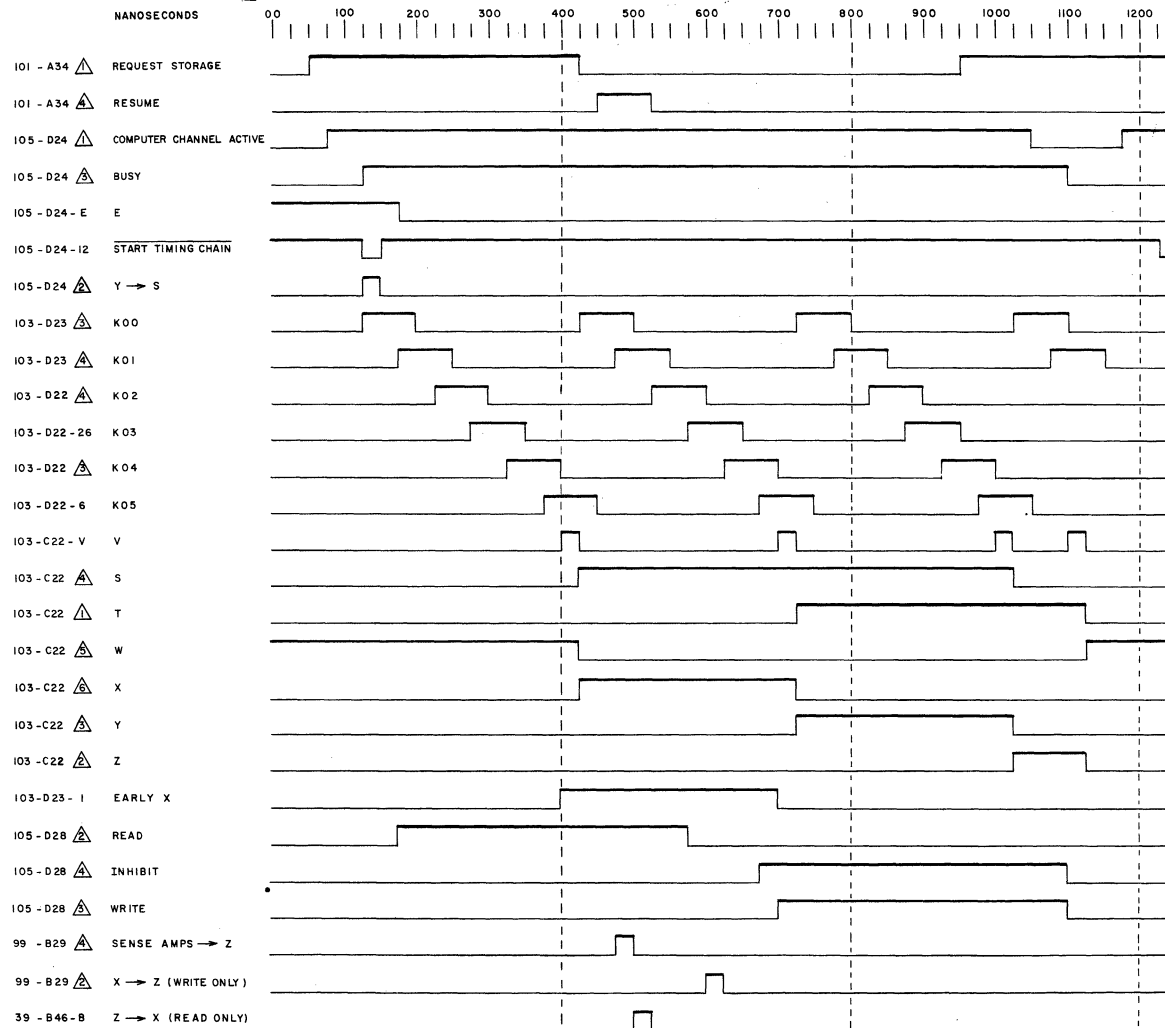 NANOSECONDS 00 100 200 300 400 500 600 700 800 900 1000 1100 1200
101 - A34 1 REQUEST STORAGE
101 - A34 4 RESUME
105 - D24 1 COMPUTER CHANNEL ACTIVE
105 - D24 3 BUSY
105 - D24 - E E
105 - D24 - 12 START TIMING CHAIN
105 - D24 2 Y → S
103 - D23 3 K00
103 - D23 4 K01
103 - D22 4 K02
103 - D22 - 26 K03
103 - D22 3 K04
103 - D22 - 6 K05
103 - C22 - V V
103 - C22 4 S
103 - C22 1 T
103 - C22 5 W
103 - C22 6 X
103 - C22 3 Y
103 - C22 2 Z
103 - D23 - 1 EARLY X
105 - D28 2 READ
105 - D28 4 INHIBIT
105 - D28 3 WRITE
99 - B29 4 SENSE AMPS → Z
99 - B29 2 X → Z (WRITE ONLY)
39 - B46 - B Z → X (READ ONLY)